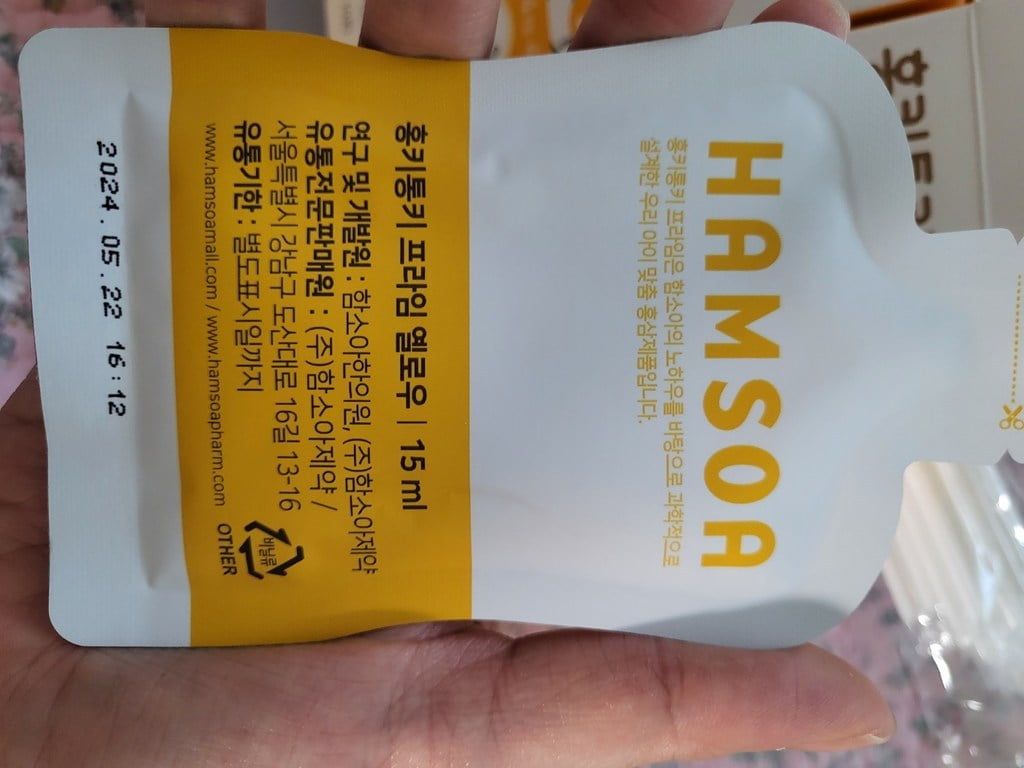 HAMSOA
홍키통키 프라임은 함소아의 노하우를 바탕으로 과학적으로
설계한 우리 아이 맞춤 홍삼제품입니다.
홍키통키 프라임 옐로우 | 15 ml
연구 및 개발원 : 함소아한의원, (주)함소아제약
유통전문판매원 : (주)함소아제약 /
서울특별시 강남구 도산대로 16길 13-16
유통기한 : 별도표시일까지
www.hamsoamall.com / www.hamsoapharm.com
비닐류
OTHER
2024. 05. 22 16:12